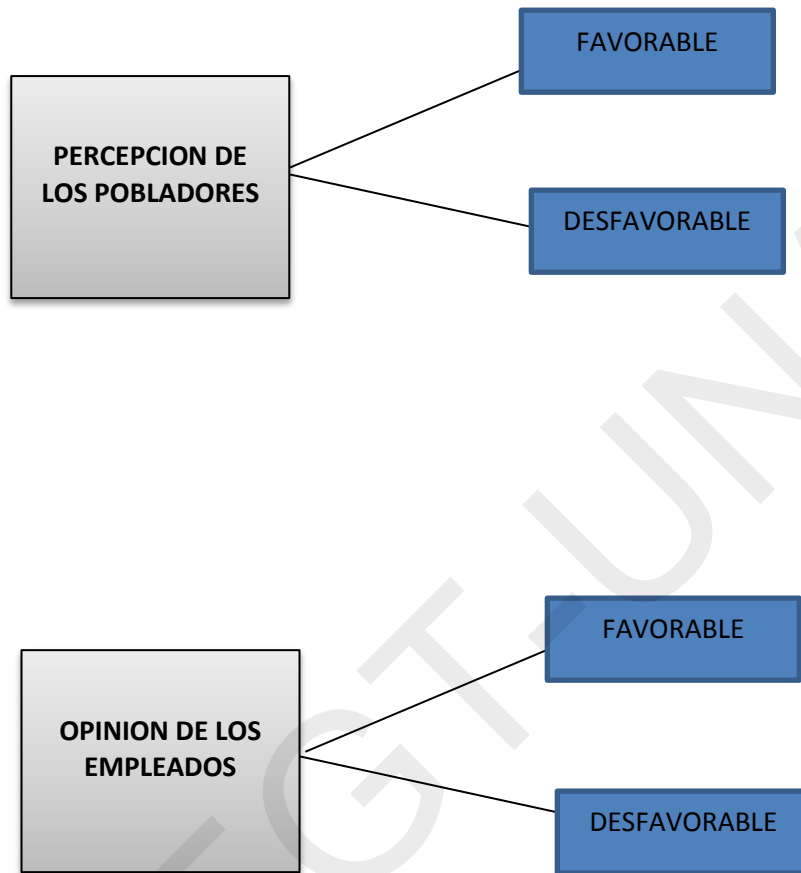 FAVORABLE
PERCEPCION DE
LOS POBLADORES
DESFAVORABLE
FAVORABLE
OPINION DE LOS
EMPLEADOS
DESFAVORABLE